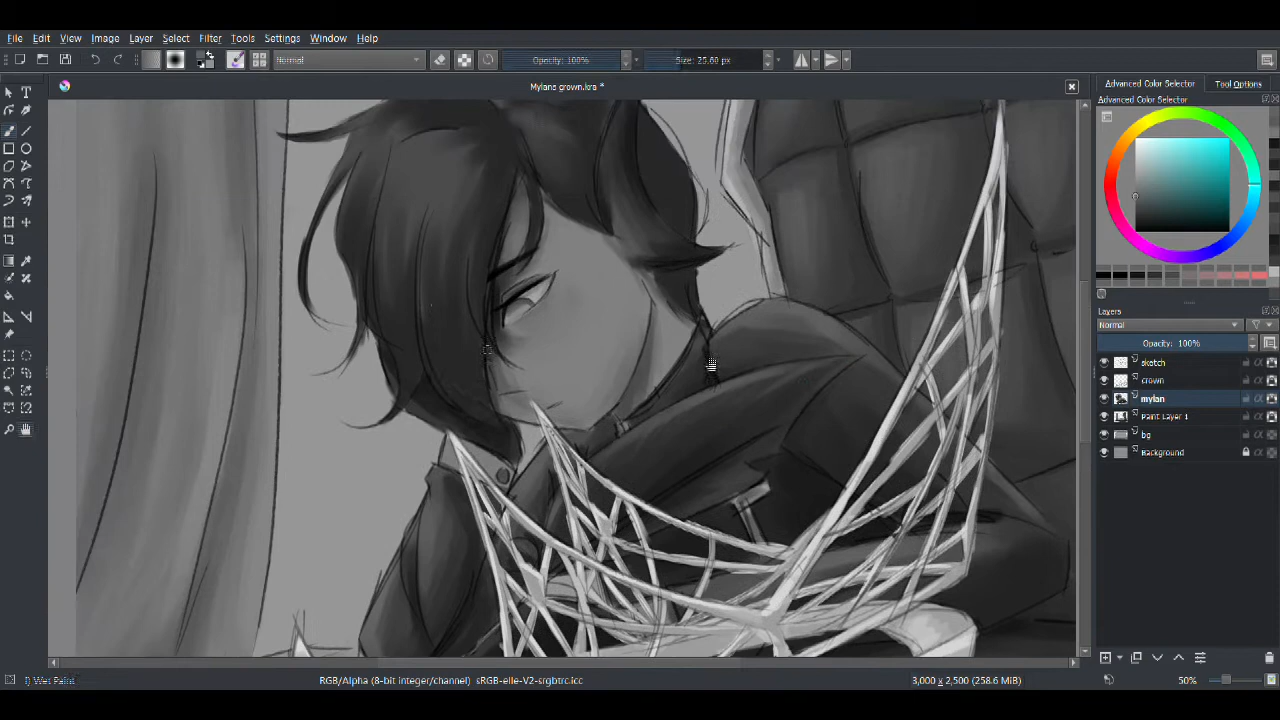 File Edit View Image Layer Select Filter Tools Settings Window Help
Normal Opacity: 100% Size: 25.60 px
Mylans grown.kra *
Advanced Color Selector Tool Options
Advanced Color Selector
Layers
Normal
Opacity: 100%
sketch
crown
mylan
Paint Layer 1
bg
Background
Wet Paint RGB/Alpha (8-bit integer/channel) sRGB-elle-V2-srgbtrc.icc 3,000 x 2,500 (258.6 MiB) 50%